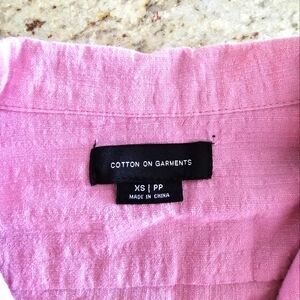 COTTON ON GARMENTS
XS | PP
MADE IN CHINA